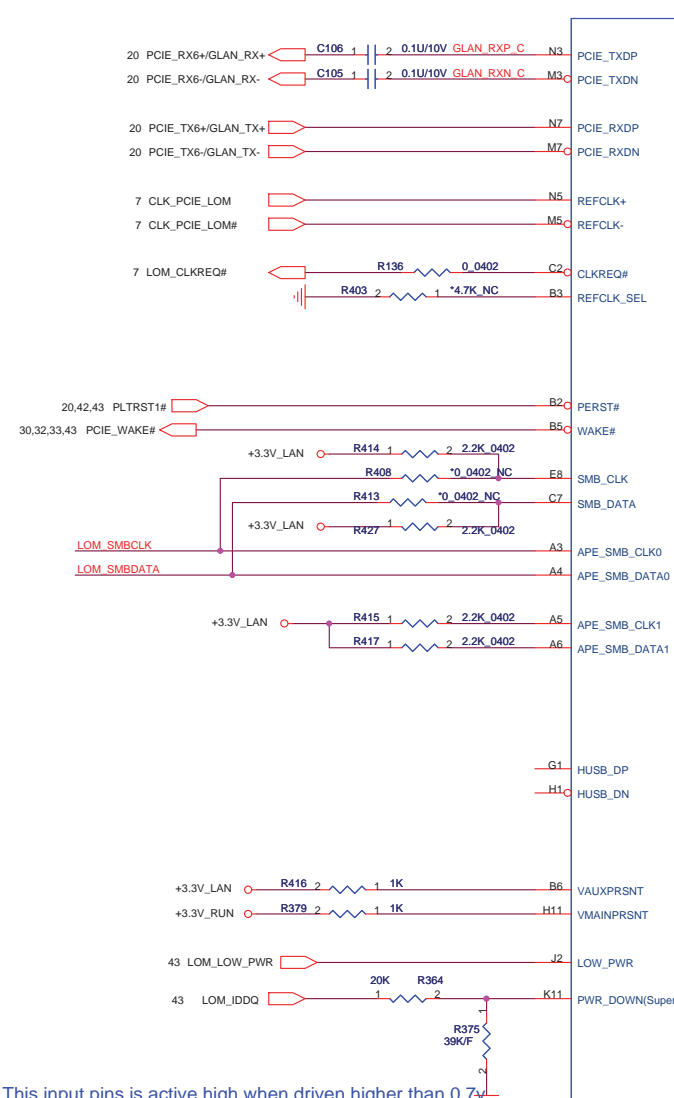 20 PCIE_RX6+/GLAN_RX+ C106 1 2 0.1U/10V GLAN_RXP_C N3 PCIE_TXDP
20 PCIE_RX6-/GLAN_RX- C105 1 2 0.1U/10V GLAN_RXN_C M3 PCIE_TXDN
20 PCIE_TX6+/GLAN_TX+ N7 PCIE_RXDP
20 PCIE_TX6-/GLAN_TX- M7 PCIE_RXDN
7 CLK_PCIE_LOM N5 REFCLK+
7 CLK_PCIE_LOM# M5 REFCLK-
7 LOM_CLKREQ# R136 0_0402 C2 CLKREQ#
R403 2 1 *4.7K_NC B3 REFCLK_SEL
20,42,43 PLTRST1# B2 PERST#
30,32,33,43 PCIE_WAKE# B5 WAKE#
+3.3V_LAN R414 1 2 2.2K_0402
R408 *0_0402_NC E8 SMB_CLK
R413 *0_0402_NC C7 SMB_DATA
+3.3V_LAN R427 1 2 2.2K_0402
LOM_SMBCLK A3 APE_SMB_CLK0
LOM_SMBDATA A4 APE_SMB_DATA0
+3.3V_LAN R415 1 2 2.2K_0402 A5 APE_SMB_CLK1
R417 1 2 2.2K_0402 A6 APE_SMB_DATA1
G1 HUSB_DP
H1 HUSB_DN
+3.3V_LAN R416 2 1 1K B6 VAUXPRSNT
+3.3V_RUN R379 2 1 1K H11 VMAINPRSNT
43 LOM_LOW_PWR J2 LOW_PWR
20K R364
43 LOM_IDDQ 1 2 K11 PWR_DOWN(Super
1
R375
39K/F
2
This input pins is active high when driven higher than 0.7v